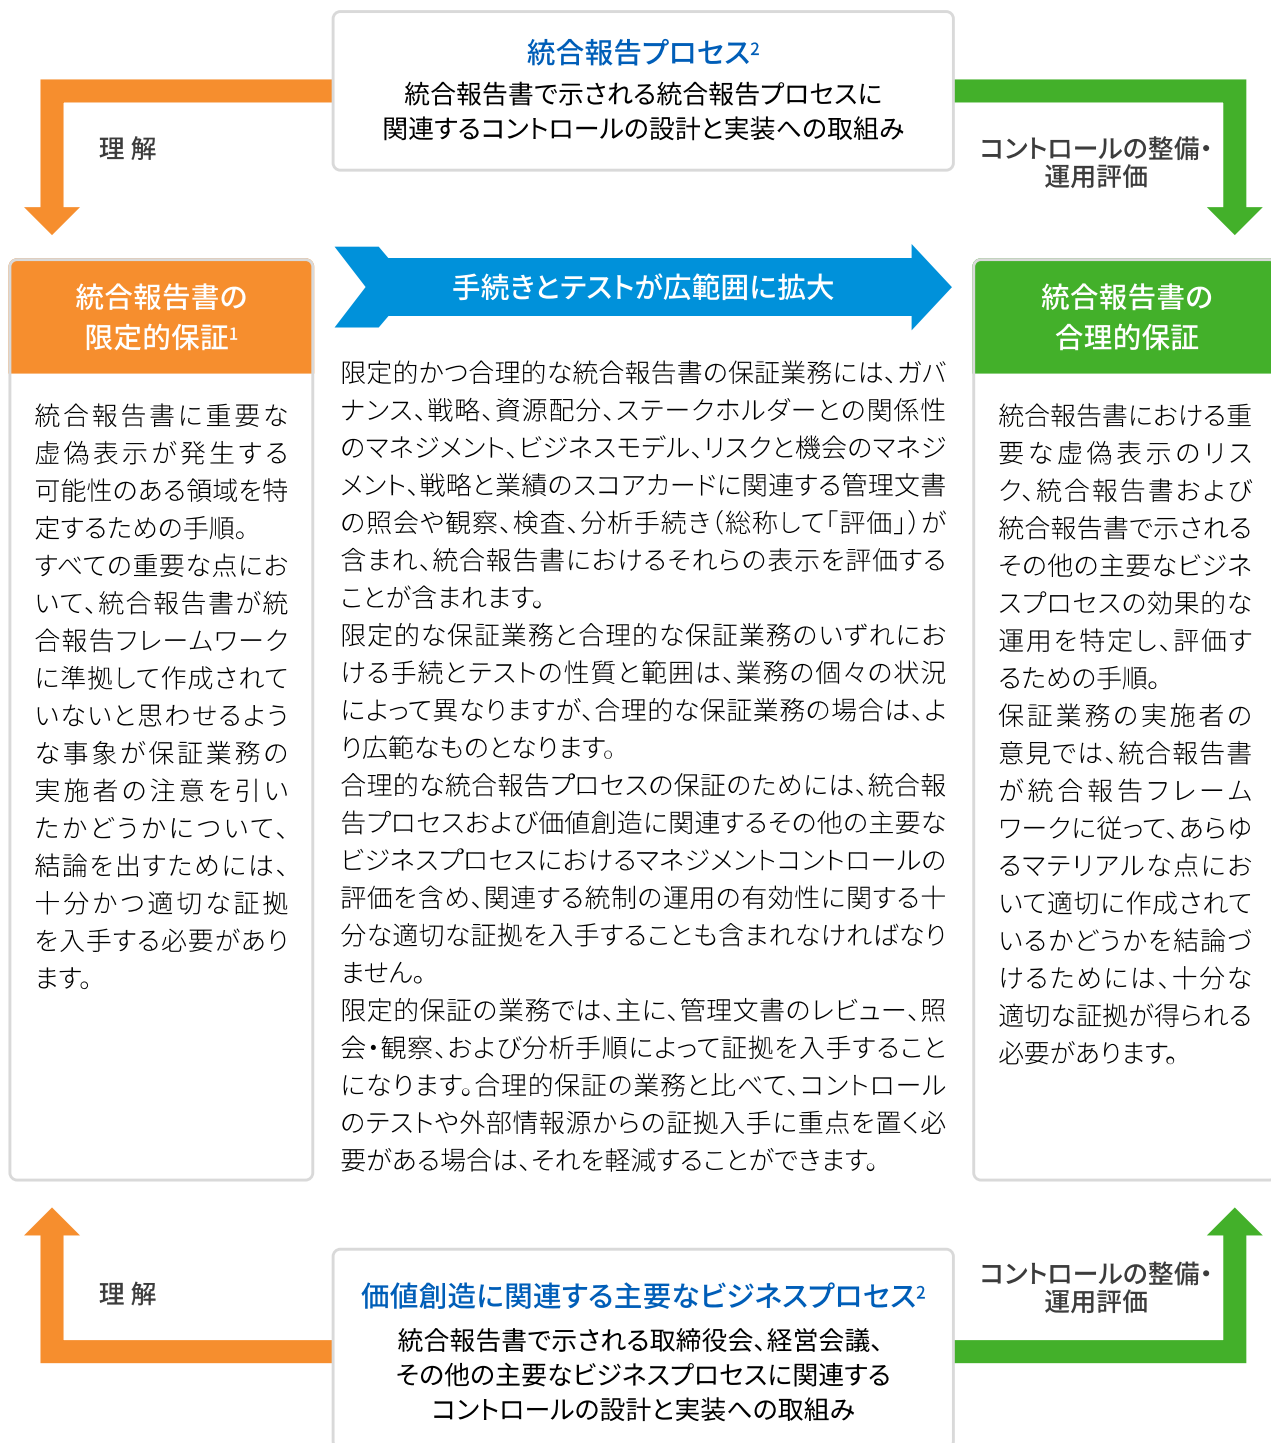 統合報告プロセス2
統合報告書で示される統合報告プロセスに
関連するコントロールの設計と実装への取組み
理 解
コントロールの整備・
運用評価
統合報告書の
限定的保証1
統合報告書に重要な
虚偽表示が発生する
可能性のある領域を特
定するための手順。
すべての重要な点にお
いて、統合報告書が統
合報告フレームワーク
に準拠して作成されて
いないと思わせるよう
な事象が保証業務の
実施者の注意を引い
たかどうかについて、
結論を出すためには、
十分かつ適切な証拠
を入手する必要があり
ます。
手続きとテストが広範囲に拡大
限定的かつ合理的な統合報告書の保証業務には、ガバ
ナンス、戦略、資源配分、ステークホルダーとの関係性
のマネジメント、ビジネスモデル、リスクと機会のマネジ
メント、戦略と業績のスコアカードに関連する管理文書
の照会や観察、検査、分析手続き（総称して「評価」）が
含まれ、統合報告書におけるそれらの表示を評価する
ことが含まれます。
限定的な保証業務と合理的な保証業務のいずれにお
ける手続とテストの性質と範囲は、業務の個々の状況
によって異なりますが、合理的な保証業務の場合は、よ
り広範なものとなります。
合理的な統合報告プロセスの保証のためには、統合報
告プロセスおよび価値創造に関連するその他の主要な
ビジネスプロセスにおけるマネジメントコントロールの
評価を含め、関連する統制の運用の有効性に関する十
分な適切な証拠を入手することも含まれなければなり
ません。
限定的保証の業務では、主に、管理文書のレビュー、照
会・観察、および分析手順によって証拠を入手すること
になります。合理的保証の業務と比べて、コントロール
のテストや外部情報源からの証拠入手に重点を置く必
要がある場合は、それを軽減することができます。
統合報告書の
合理的保証
統合報告書における重
要な虚偽表示のリス
ク、統合報告書および
統合報告書で示される
その他の主要なビジネ
スプロセスの効果的な
運用を特定し、評価す
るための手順。
保証業務の実施者の
意見では、統合報告書
が統合報告フレーム
ワークに従って、あらゆ
るマテリアルな点にお
いて適切に作成されて
いるかどうかを結論づ
けるためには、十分な
適切な証拠が得られる
必要があります。
理 解
コントロールの整備・
運用評価
価値創造に関連する主要なビジネスプロセス2
統合報告書で示される取締役会、経営会議、
その他の主要なビジネスプロセスに関連する
コントロールの設計と実装への取組み